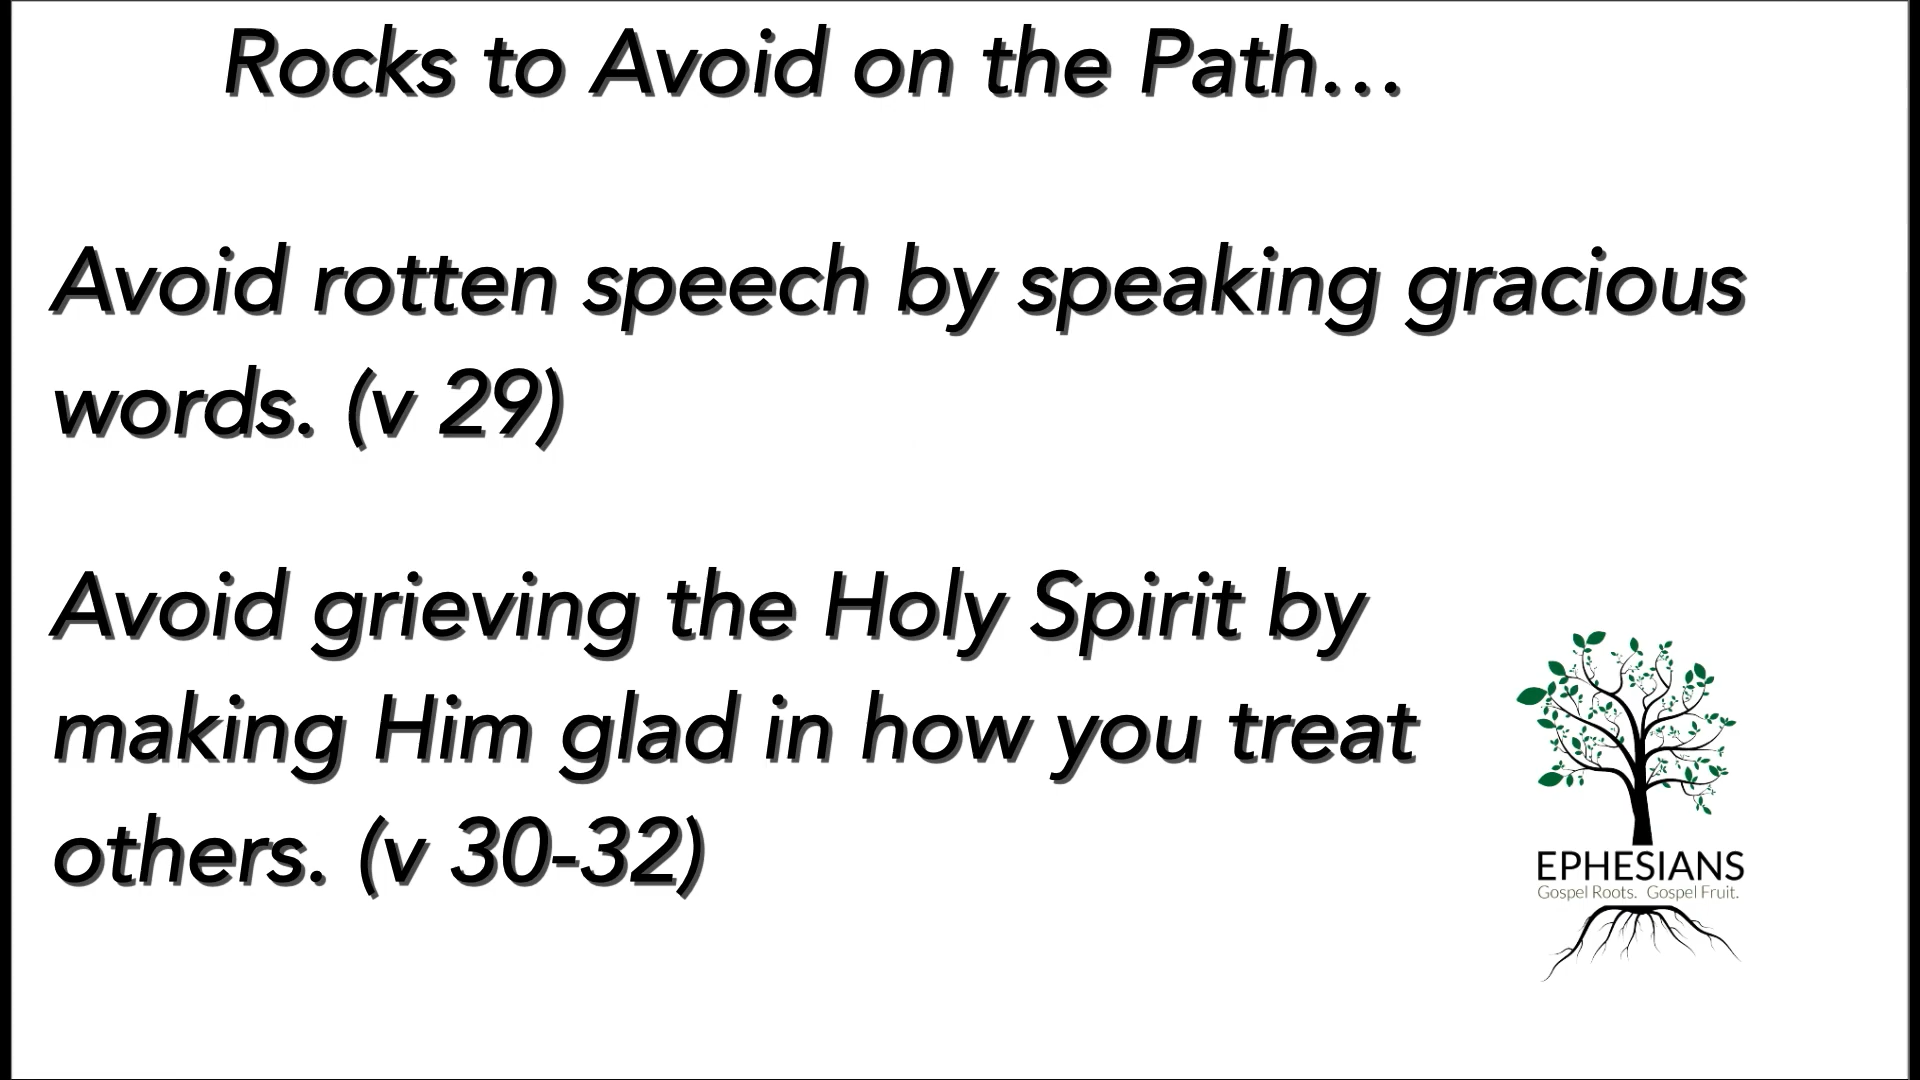 Rocks to Avoid on the Path...
Avoid rotten speech by speaking gracious
words. (v 29)
Avoid grieving the Holy Spirit by
making Him glad in how you treat
others. (v 30-32)
EPHESIANS
Gospel Roots. Gospel Fruit.